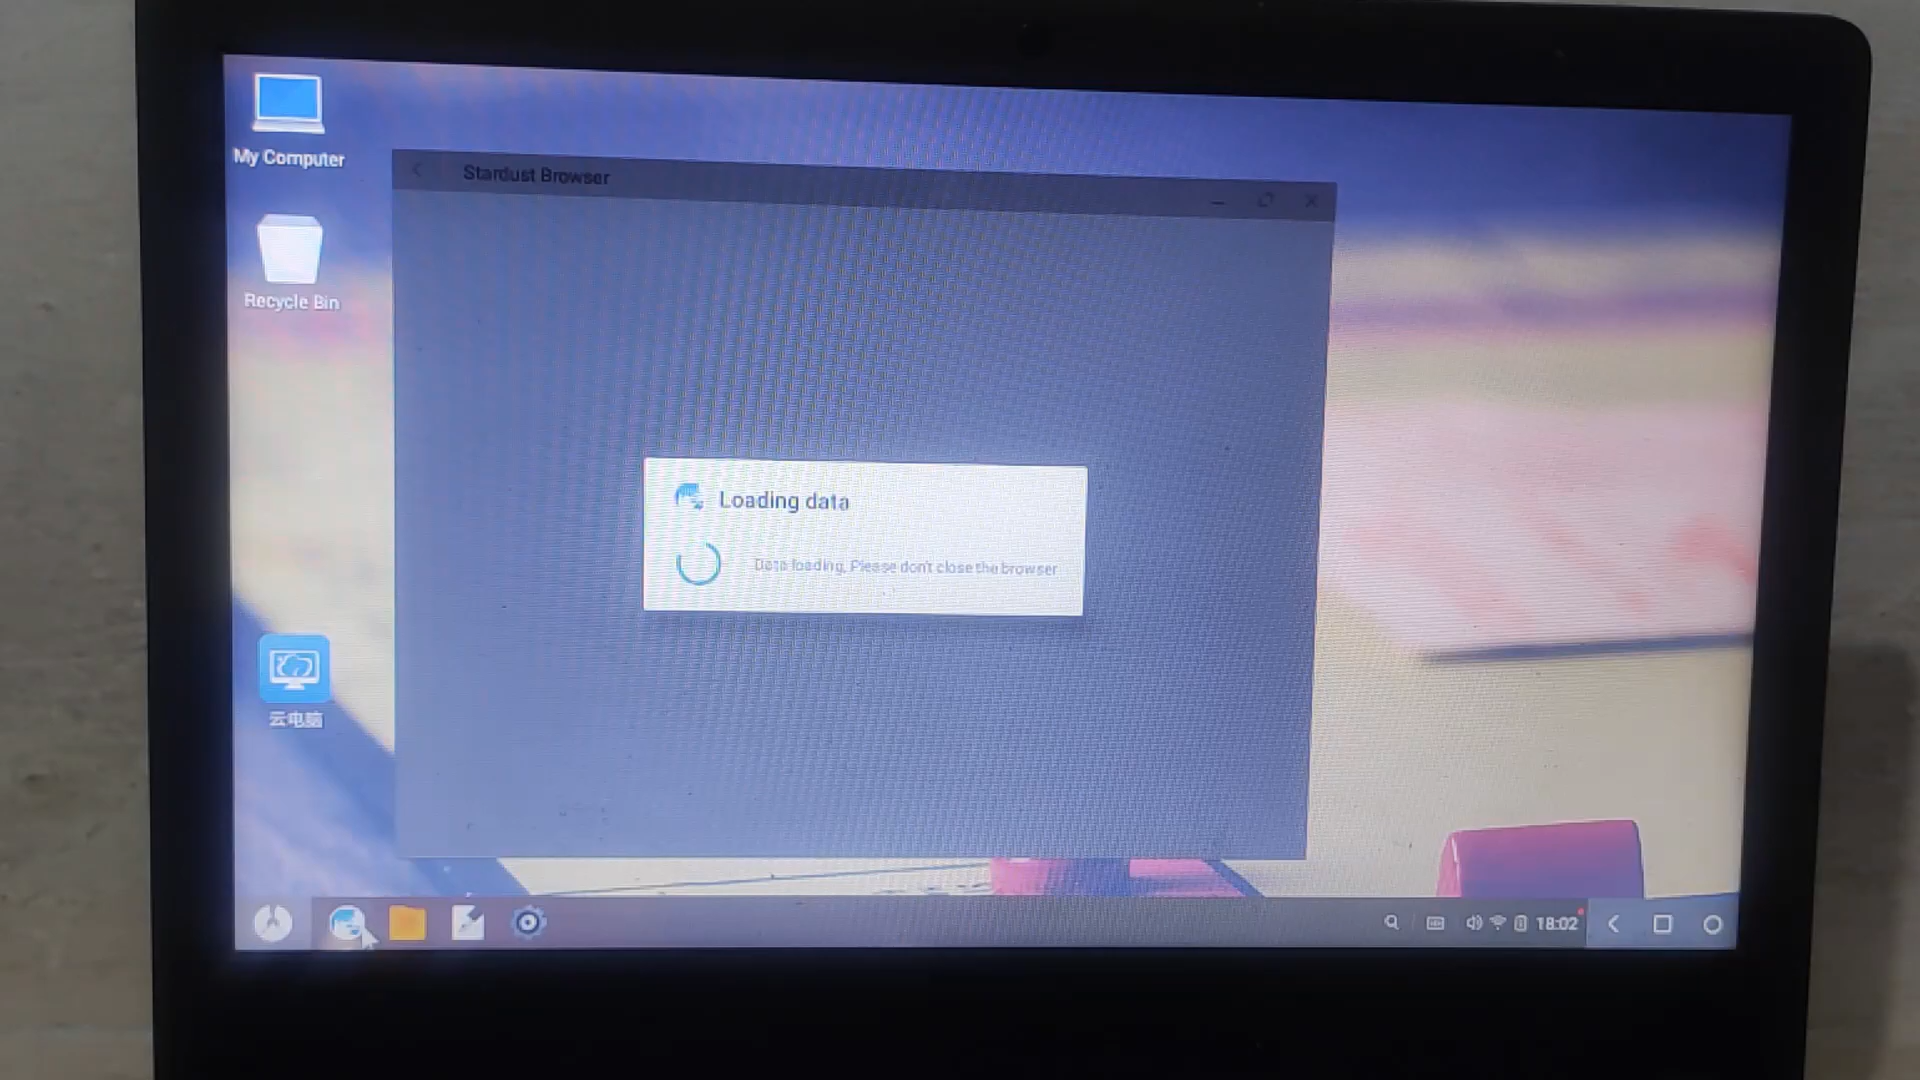 My Computer
Stardust Browser
Recycle Bin
Loading data
Data loading, Please don't close the browser
云电脑
18:02